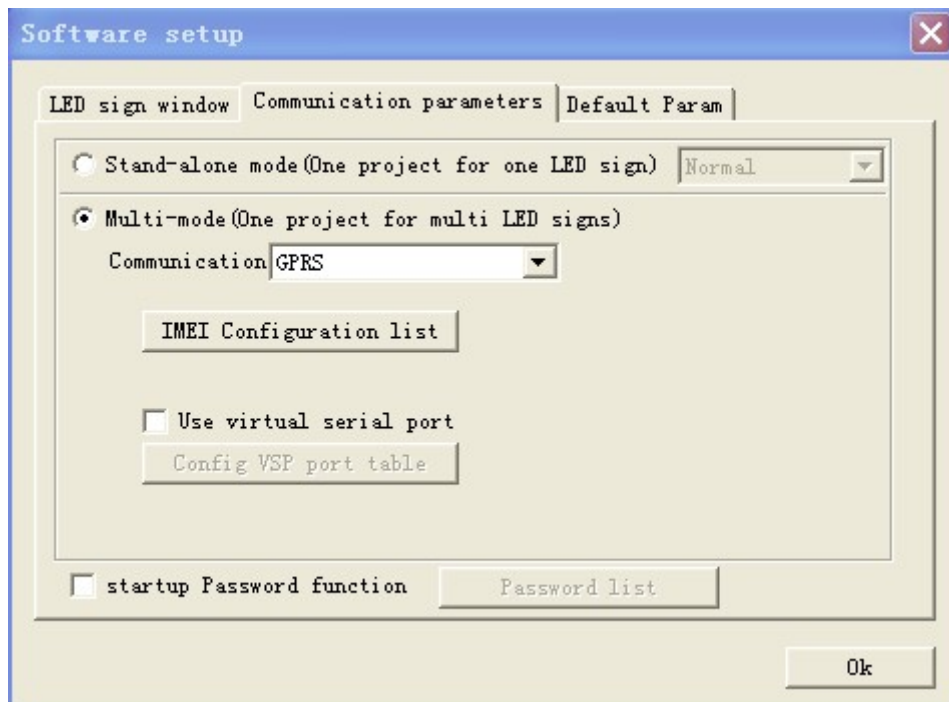 Software setup
LED sign window Communication parameters Default Param
Stand-alone mode(One project for one LED sign) Normal
Multi-mode(One project for multi LED signs)
Communication GPRS
IMEI Configuration list
Use virtual serial port
Config VSP port table
startup Password function Password list
Ok